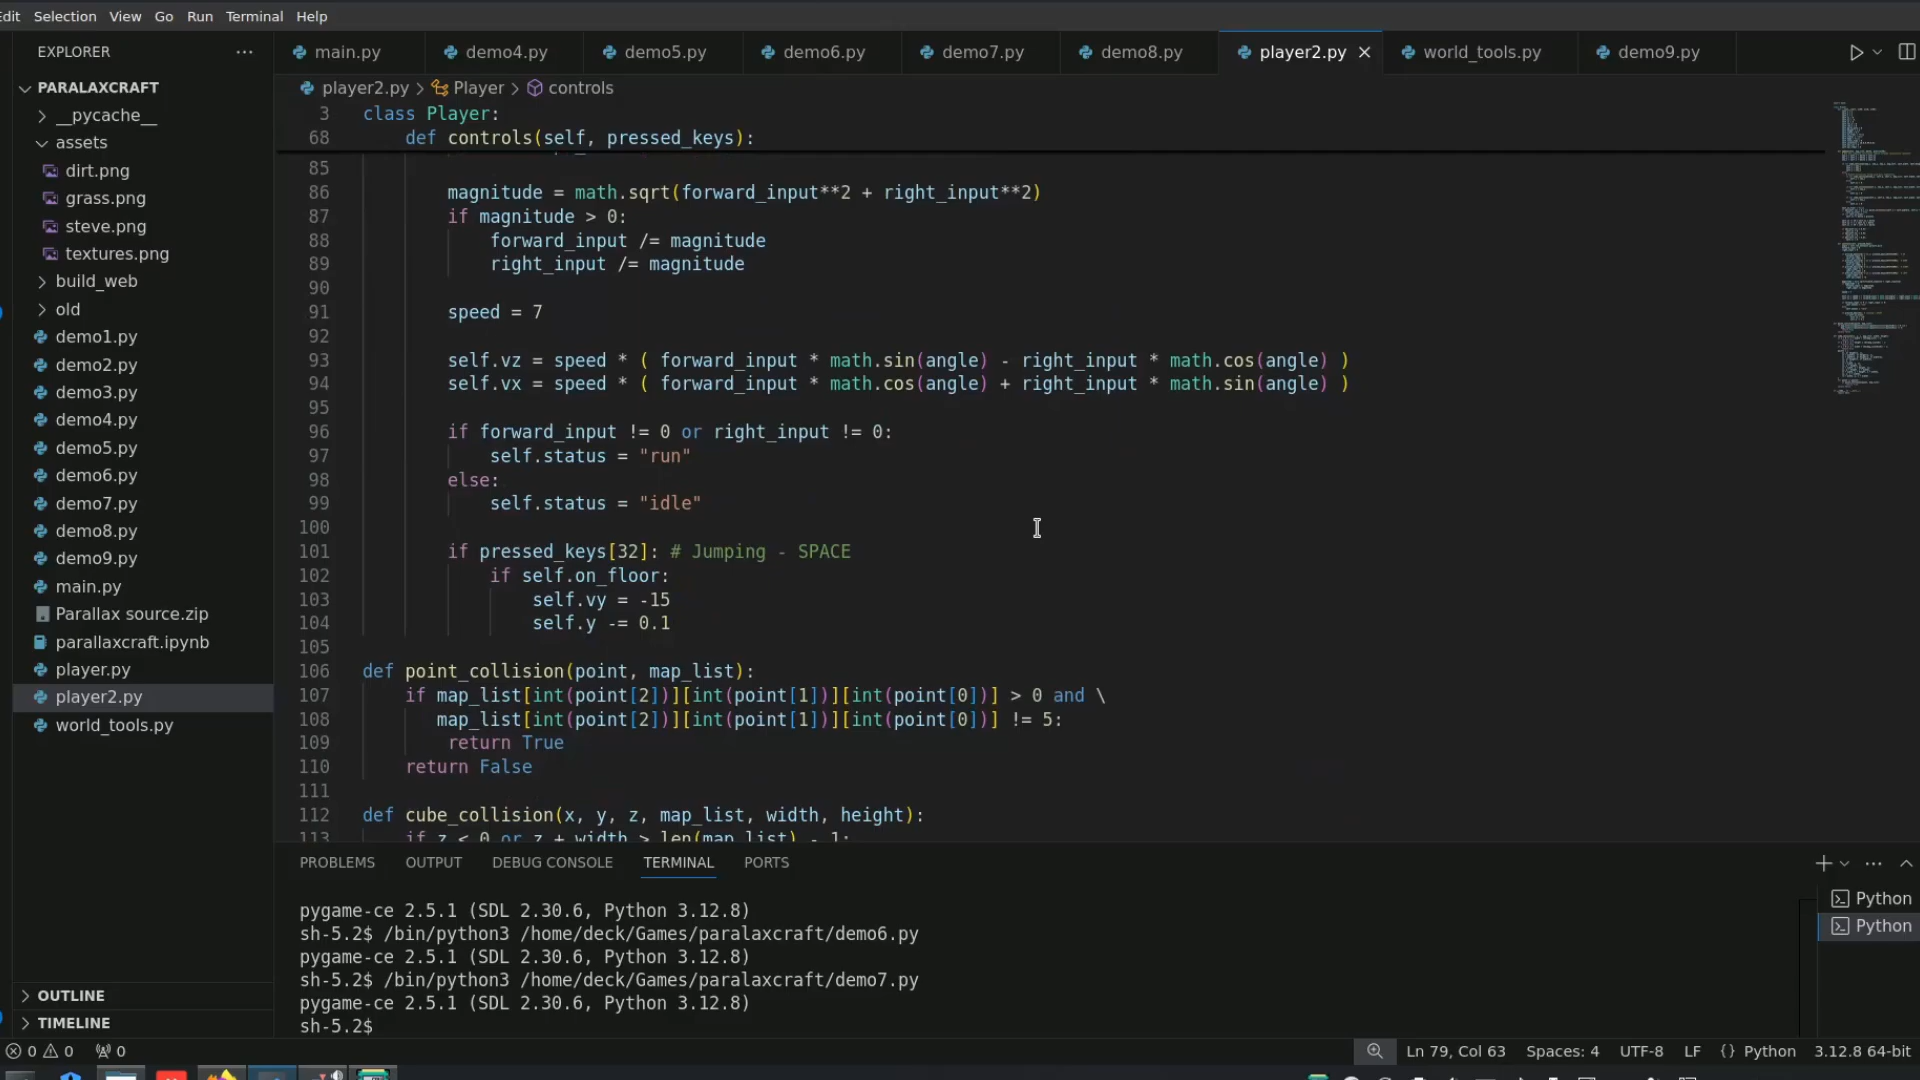 Edit Selection View Go Run Terminal Help
EXPLORER ···
main.py demo4.py demo5.py demo6.py demo7.py demo8.py player2.py × world_tools.py demo9.py
PARALAXCRAFT
__pycache__
assets
dirt.png
grass.png
steve.png
textures.png
build_web
old
demo1.py
demo2.py
demo3.py
demo4.py
demo5.py
demo6.py
demo7.py
demo8.py
demo9.py
main.py
Parallax source.zip
parallaxcraft.ipynb
player.py
player2.py
world_tools.py
OUTLINE
TIMELINE
player2.py > Player > controls
3 class Player:
68 def controls(self, pressed_keys):
85
86 magnitude = math.sqrt(forward_input**2 + right_input**2)
87 if magnitude > 0:
88 forward_input /= magnitude
89 right_input /= magnitude
90
91 speed = 7
92
93 self.vz = speed * ( forward_input * math.sin(angle) - right_input * math.cos(angle) )
94 self.vx = speed * ( forward_input * math.cos(angle) + right_input * math.sin(angle) )
95
96 if forward_input != 0 or right_input != 0:
97 self.status = "run"
98 else:
99 self.status = "idle"
100
101 if pressed_keys[32]: # Jumping - SPACE
102 if self.on_floor:
103 self.vy = -15
104 self.y -= 0.1
105
106 def point_collision(point, map_list):
107 if map_list[int(point[2])][int(point[1])][int(point[0])] > 0 and \
108 map_list[int(point[2])][int(point[1])][int(point[0])] != 5:
109 return True
110 return False
111
112 def cube_collision(x, y, z, map_list, width, height):
113 if z < 0 or z + width > len(map_list) - 1:
PROBLEMS OUTPUT DEBUG CONSOLE TERMINAL PORTS
pygame-ce 2.5.1 (SDL 2.30.6, Python 3.12.8)
sh-5.2$ /bin/python3 /home/deck/Games/paralaxcraft/demo6.py
pygame-ce 2.5.1 (SDL 2.30.6, Python 3.12.8)
sh-5.2$ /bin/python3 /home/deck/Games/paralaxcraft/demo7.py
pygame-ce 2.5.1 (SDL 2.30.6, Python 3.12.8)
sh-5.2$
Python
Python
0 0 0 Ln 79, Col 63 Spaces: 4 UTF-8 LF {} Python 3.12.8 64-bit